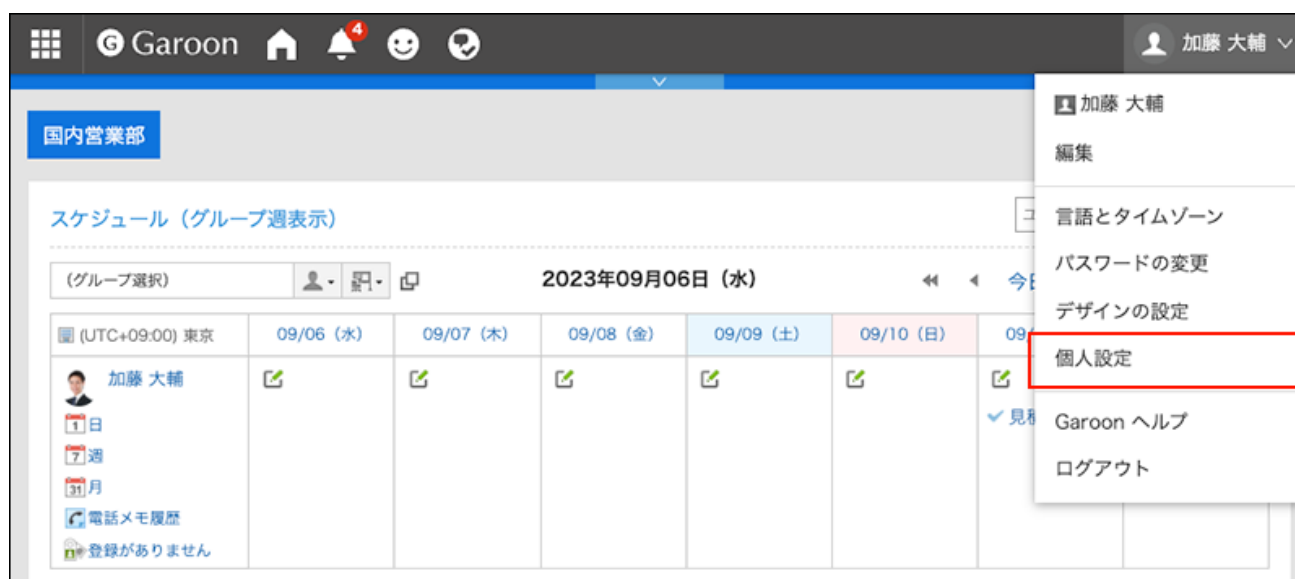 Garoon
4
加藤 大輔
加藤 大輔
編集
国内営業部
スケジュール（グループ週表示）
言語とタイムゾーン
パスワードの変更
デザインの設定
個人設定
Garoon ヘルプ
ログアウト
(グループ選択)
2023年09月06日（水）
(UTC+09:00) 東京
09/06（水）
09/07（木）
09/08（金）
09/09（土）
09/10（日）
加藤 大輔
1 日
7 週
31 月
電話メモ履歴
登録がありません